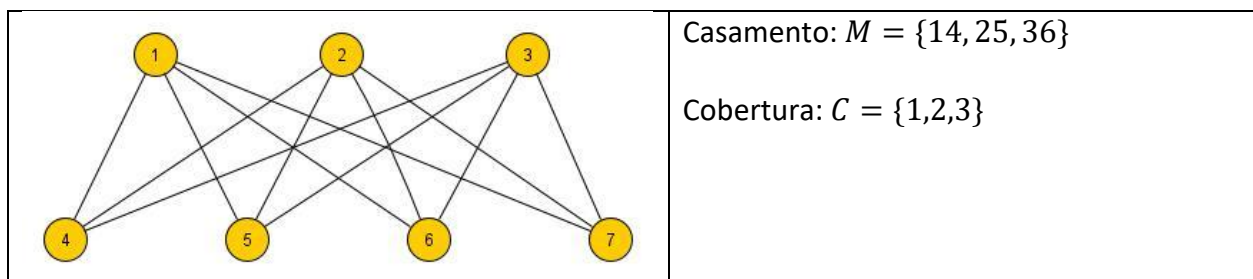 1 2 3
4 5 6 7
Casamento: 𝑀 = {14, 25, 36}
Cobertura: 𝐶 = {1,2,3}